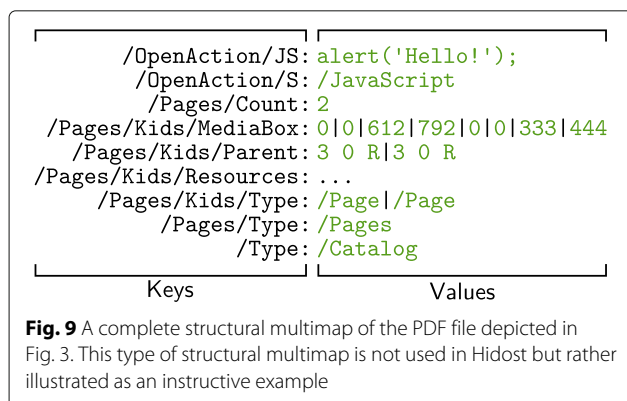 /OpenAction/JS: alert('Hello!');
/OpenAction/S: /JavaScript
/Pages/Count: 2
/Pages/Kids/MediaBox: 0|0|612|792|0|0|333|444
/Pages/Kids/Parent: 3 0 R|3 0 R
/Pages/Kids/Resources: ...
/Pages/Kids/Type: /Page|/Page
/Pages/Type: /Pages
/Type: /Catalog
Keys Values
Fig. 9 A complete structural multimap of the PDF file depicted in
Fig. 3. This type of structural multimap is not used in Hidost but rather
illustrated as an instructive example